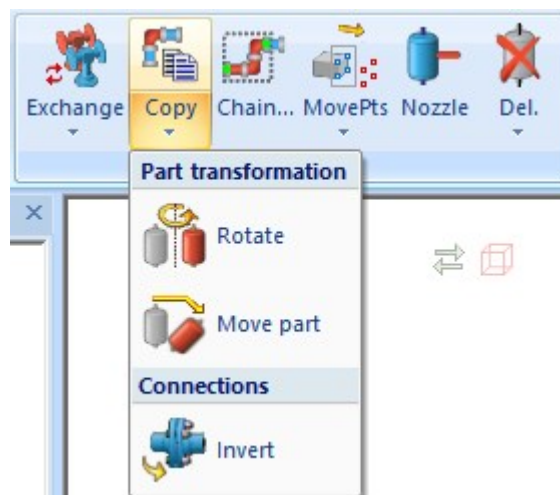 Exchange Copy Chain... MovePts Nozzle Del.
Part transformation
Rotate
Move part
Connections
Invert